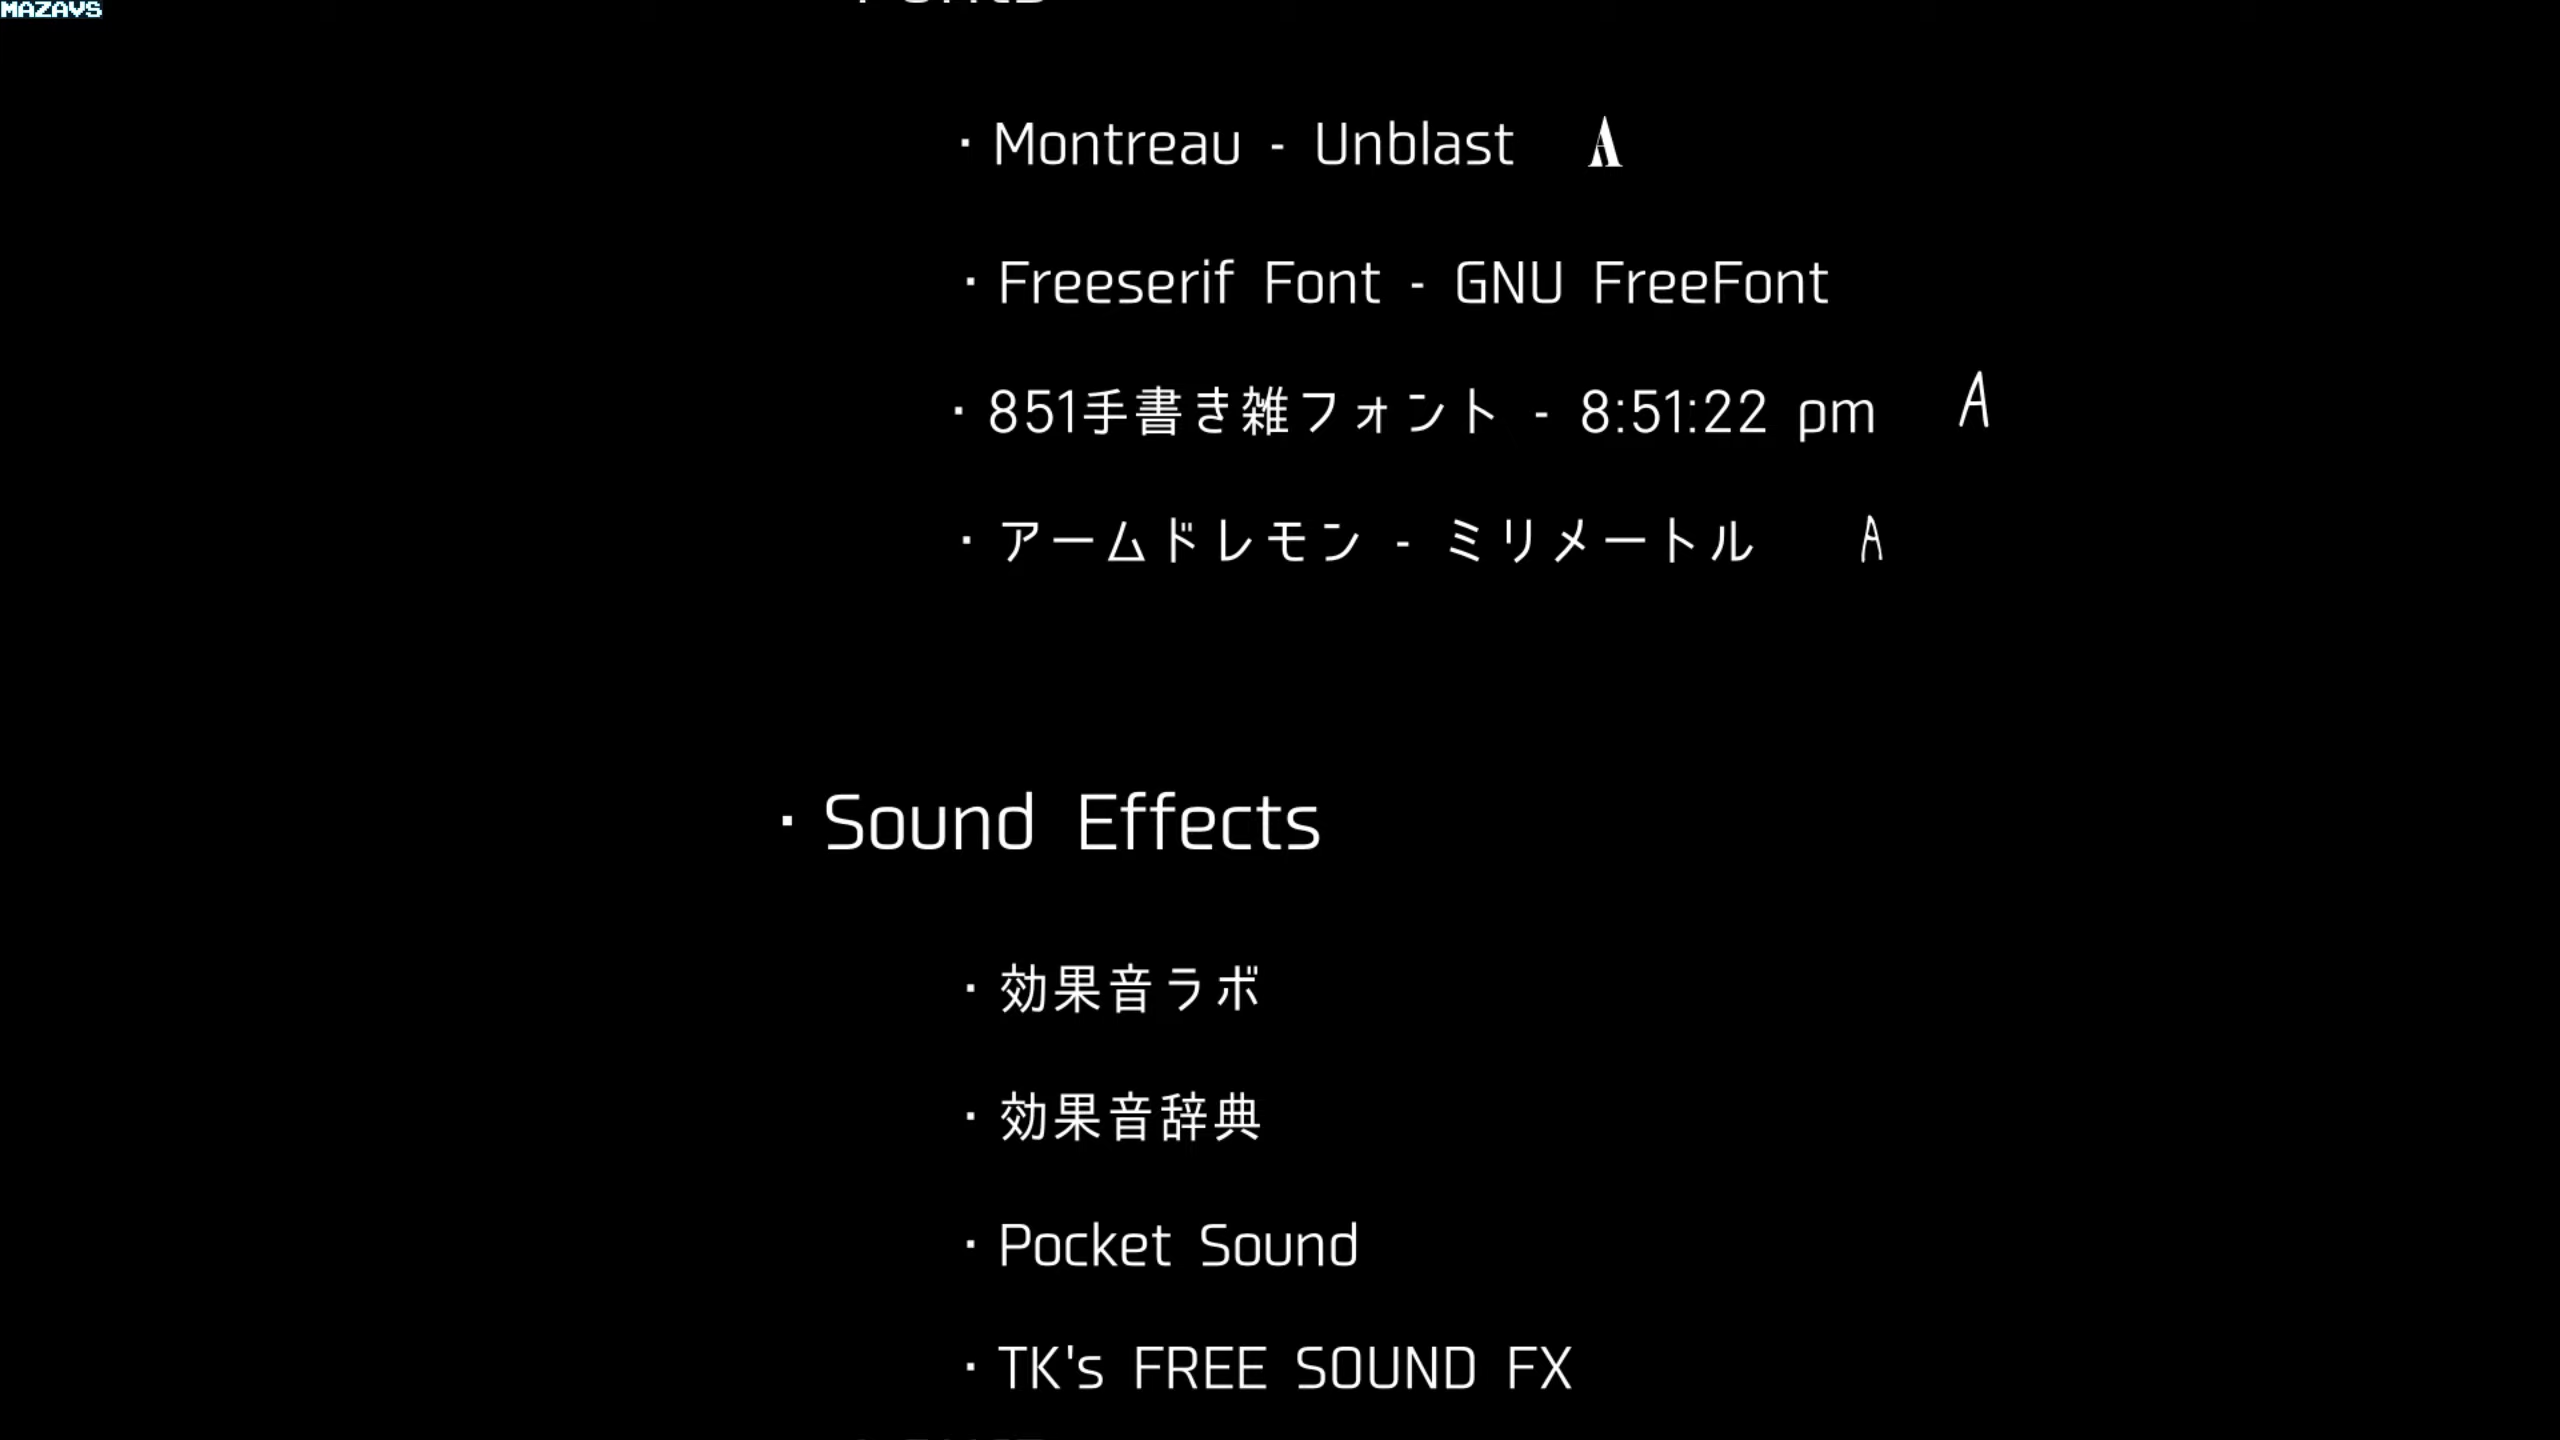 MAZAVS
Fonts
· Montreau - Unblast A
· Freeserif Font - GNU FreeFont
· 851手書き雑フォント - 8:51:22 pm A
· アームドレモン - ミリメートル A
· Sound Effects
· 効果音ラボ
· 効果音辞典
· Pocket Sound
· TK's FREE SOUND FX